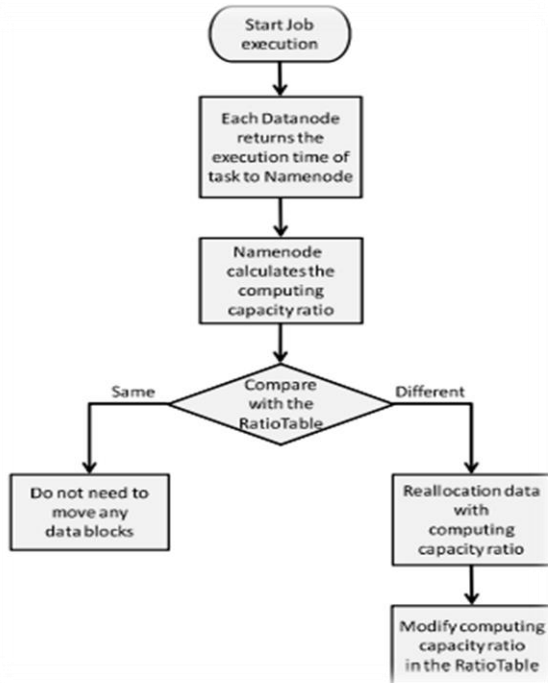 Start Job
execution
Each Datanode
returns the
execution time of
task to Namenode
Namenode
calculates the
computing
capacity ratio
Compare
with the
RatioTable
Same
Different
Do not need to
move any
data blocks
Reallocation data
with
computing
capacity ratio
Modify computing
capacity ratio
in the RatioTable